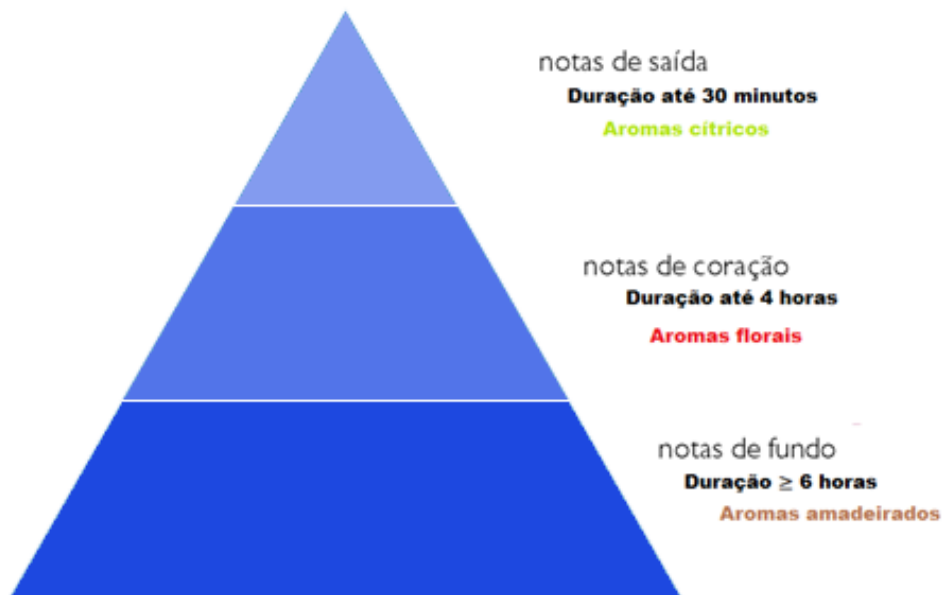 notas de saída
Duração até 30 minutos
Aromas cítricos
notas de coração
Duração até 4 horas
Aromas florais
notas de fundo
Duração ≥ 6 horas
Aromas amadeirados